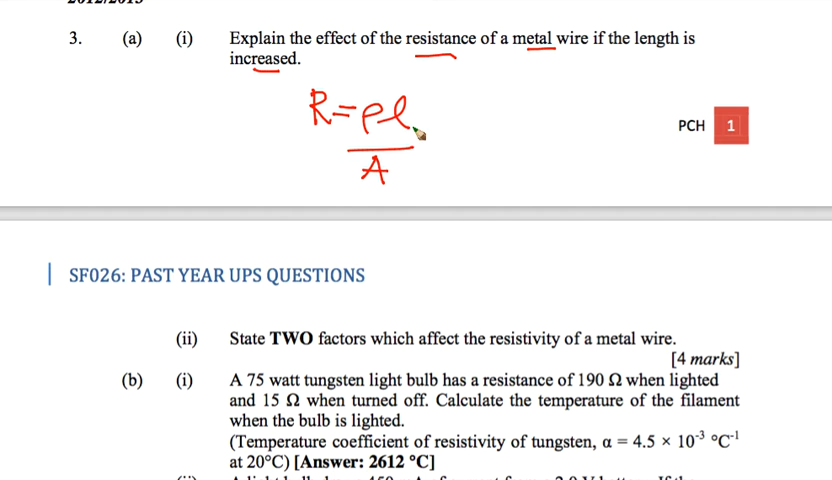 3. (a) (i) Explain the effect of the resistance of a metal wire if the length is
increased.
R = ρl
A
PCH 1
SF026: PAST YEAR UPS QUESTIONS
(ii) State TWO factors which affect the resistivity of a metal wire.
[4 marks]
(b) (i) A 75 watt tungsten light bulb has a resistance of 190 Ω when lighted
and 15 Ω when turned off. Calculate the temperature of the filament
when the bulb is lighted.
(Temperature coefficient of resistivity of tungsten, α = 4.5 × 10⁻³ °C⁻¹
at 20°C) [Answer: 2612 °C]